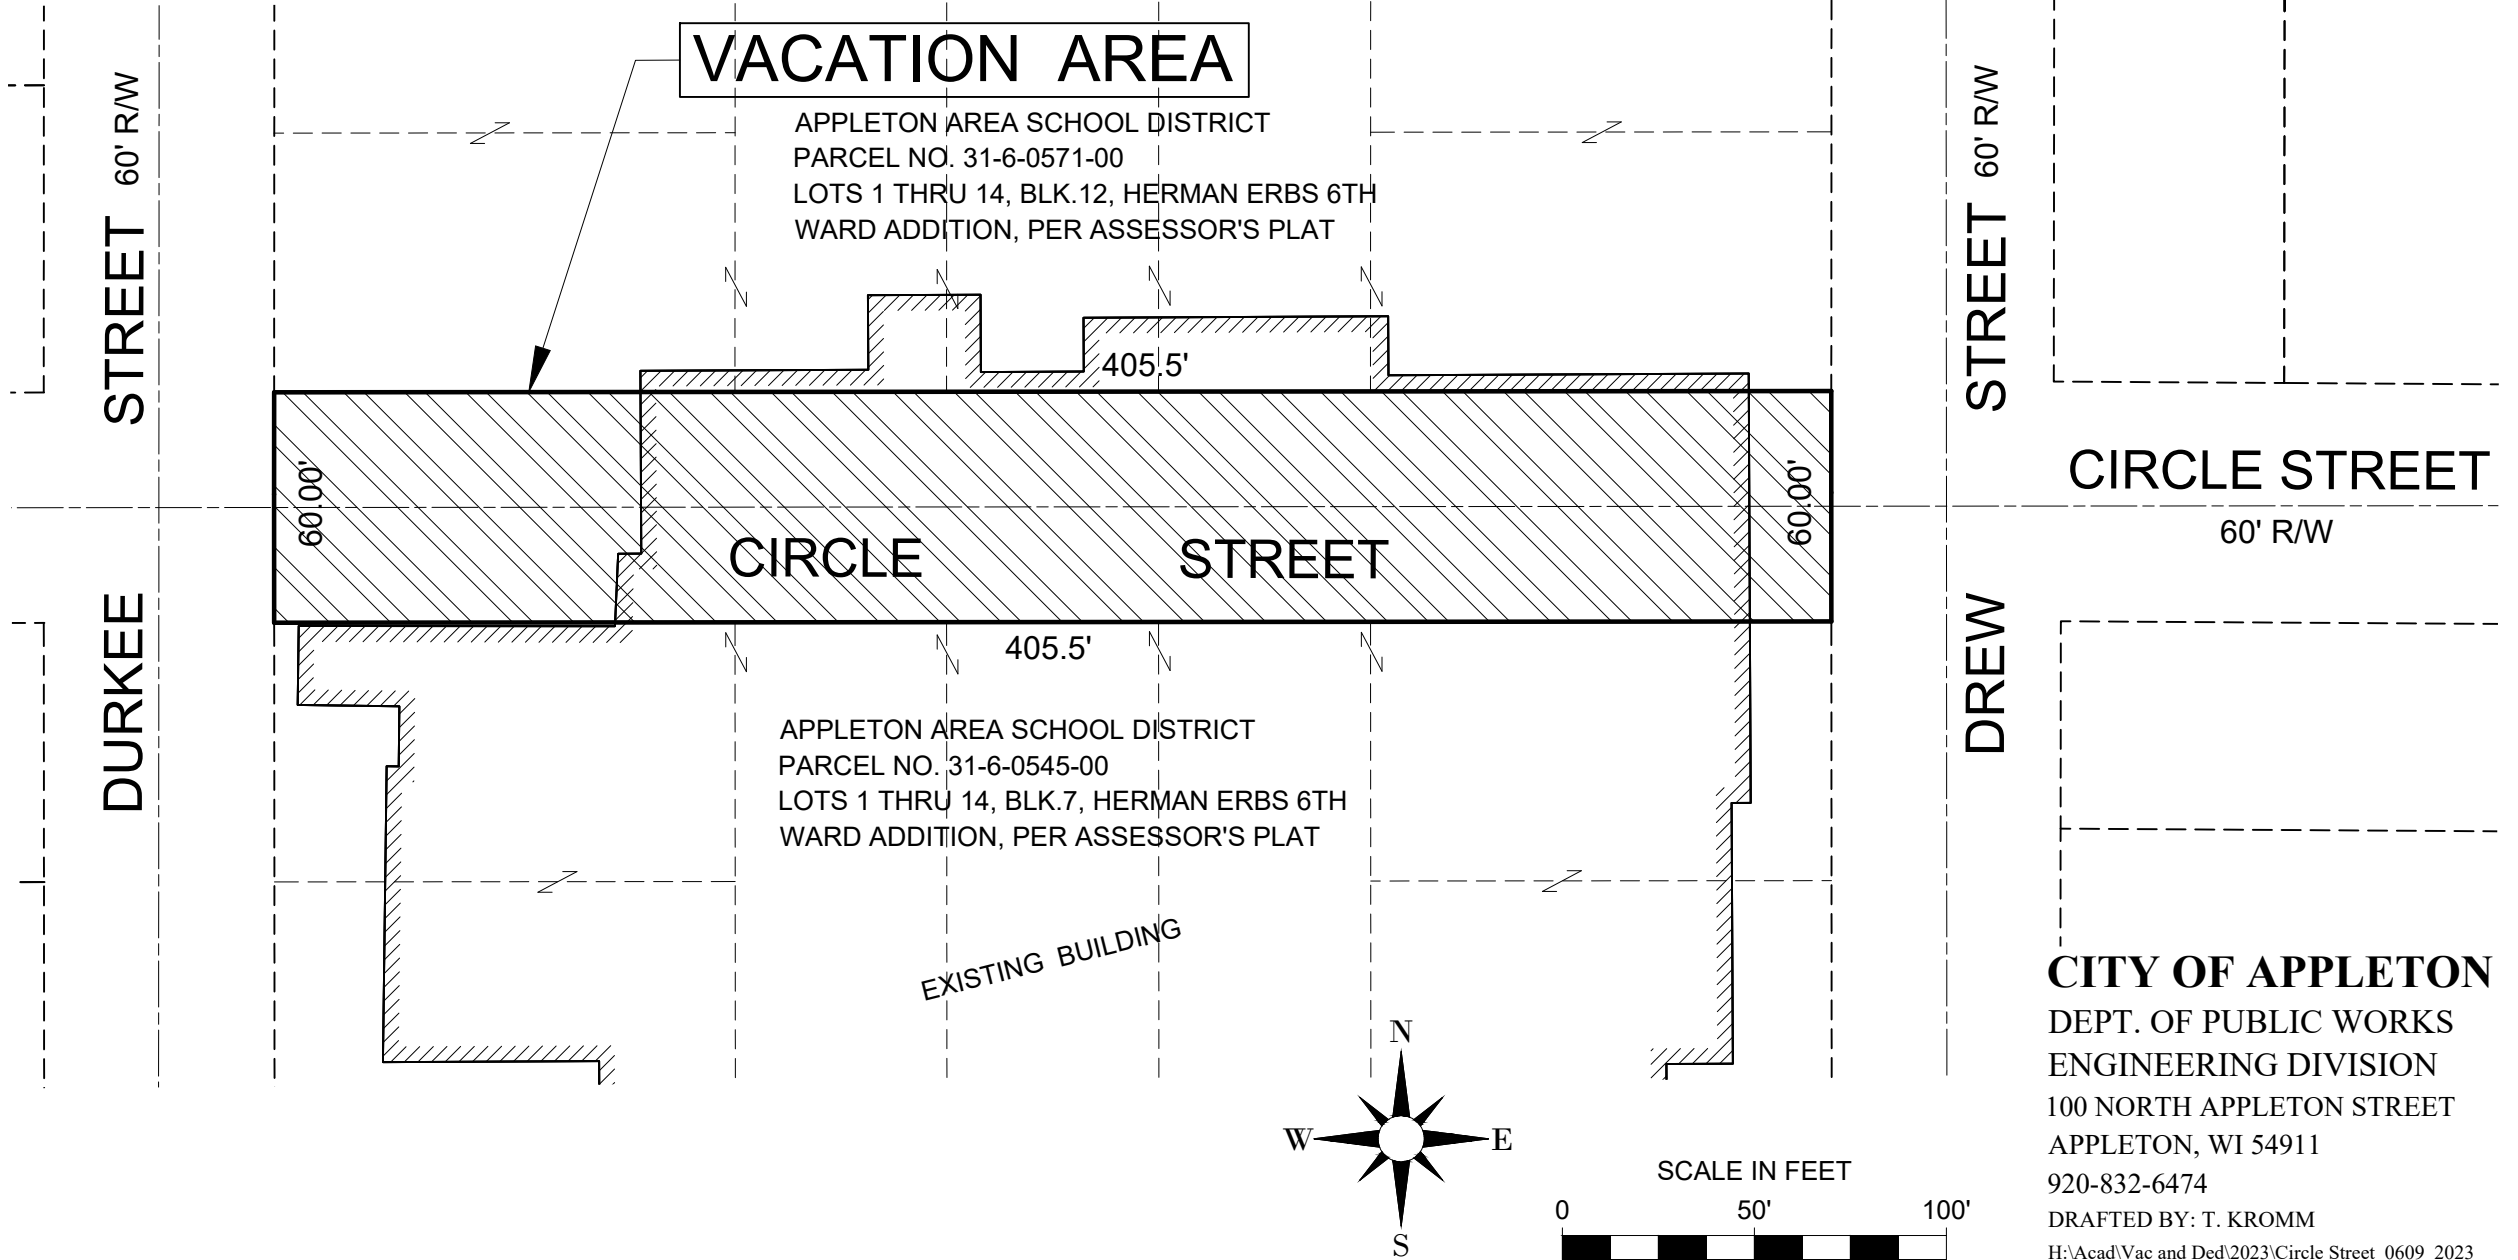 VACATION AREA
APPLETON AREA SCHOOL DISTRICT
PARCEL NO. 31-6-0571-00
LOTS 1 THRU 14, BLK.12, HERMAN ERBS 6TH
WARD ADDITION, PER ASSESSOR'S PLAT
DURKEE STREET 60' R/W
405.5'
60.00'
CIRCLE STREET
60.00'
405.5'
DREW STREET 60' R/W
CIRCLE STREET
60' R/W
APPLETON AREA SCHOOL DISTRICT
PARCEL NO. 31-6-0545-00
LOTS 1 THRU 14, BLK.7, HERMAN ERBS 6TH
WARD ADDITION, PER ASSESSOR'S PLAT
EXISTING BUILDING
N
W E
S
SCALE IN FEET
0 50' 100'
CITY OF APPLETON
DEPT. OF PUBLIC WORKS
ENGINEERING DIVISION
100 NORTH APPLETON STREET
APPLETON, WI 54911
920-832-6474
DRAFTED BY: T. KROMM
H:\Acad\Vac and Ded\2023\Circle Street_0609_2023